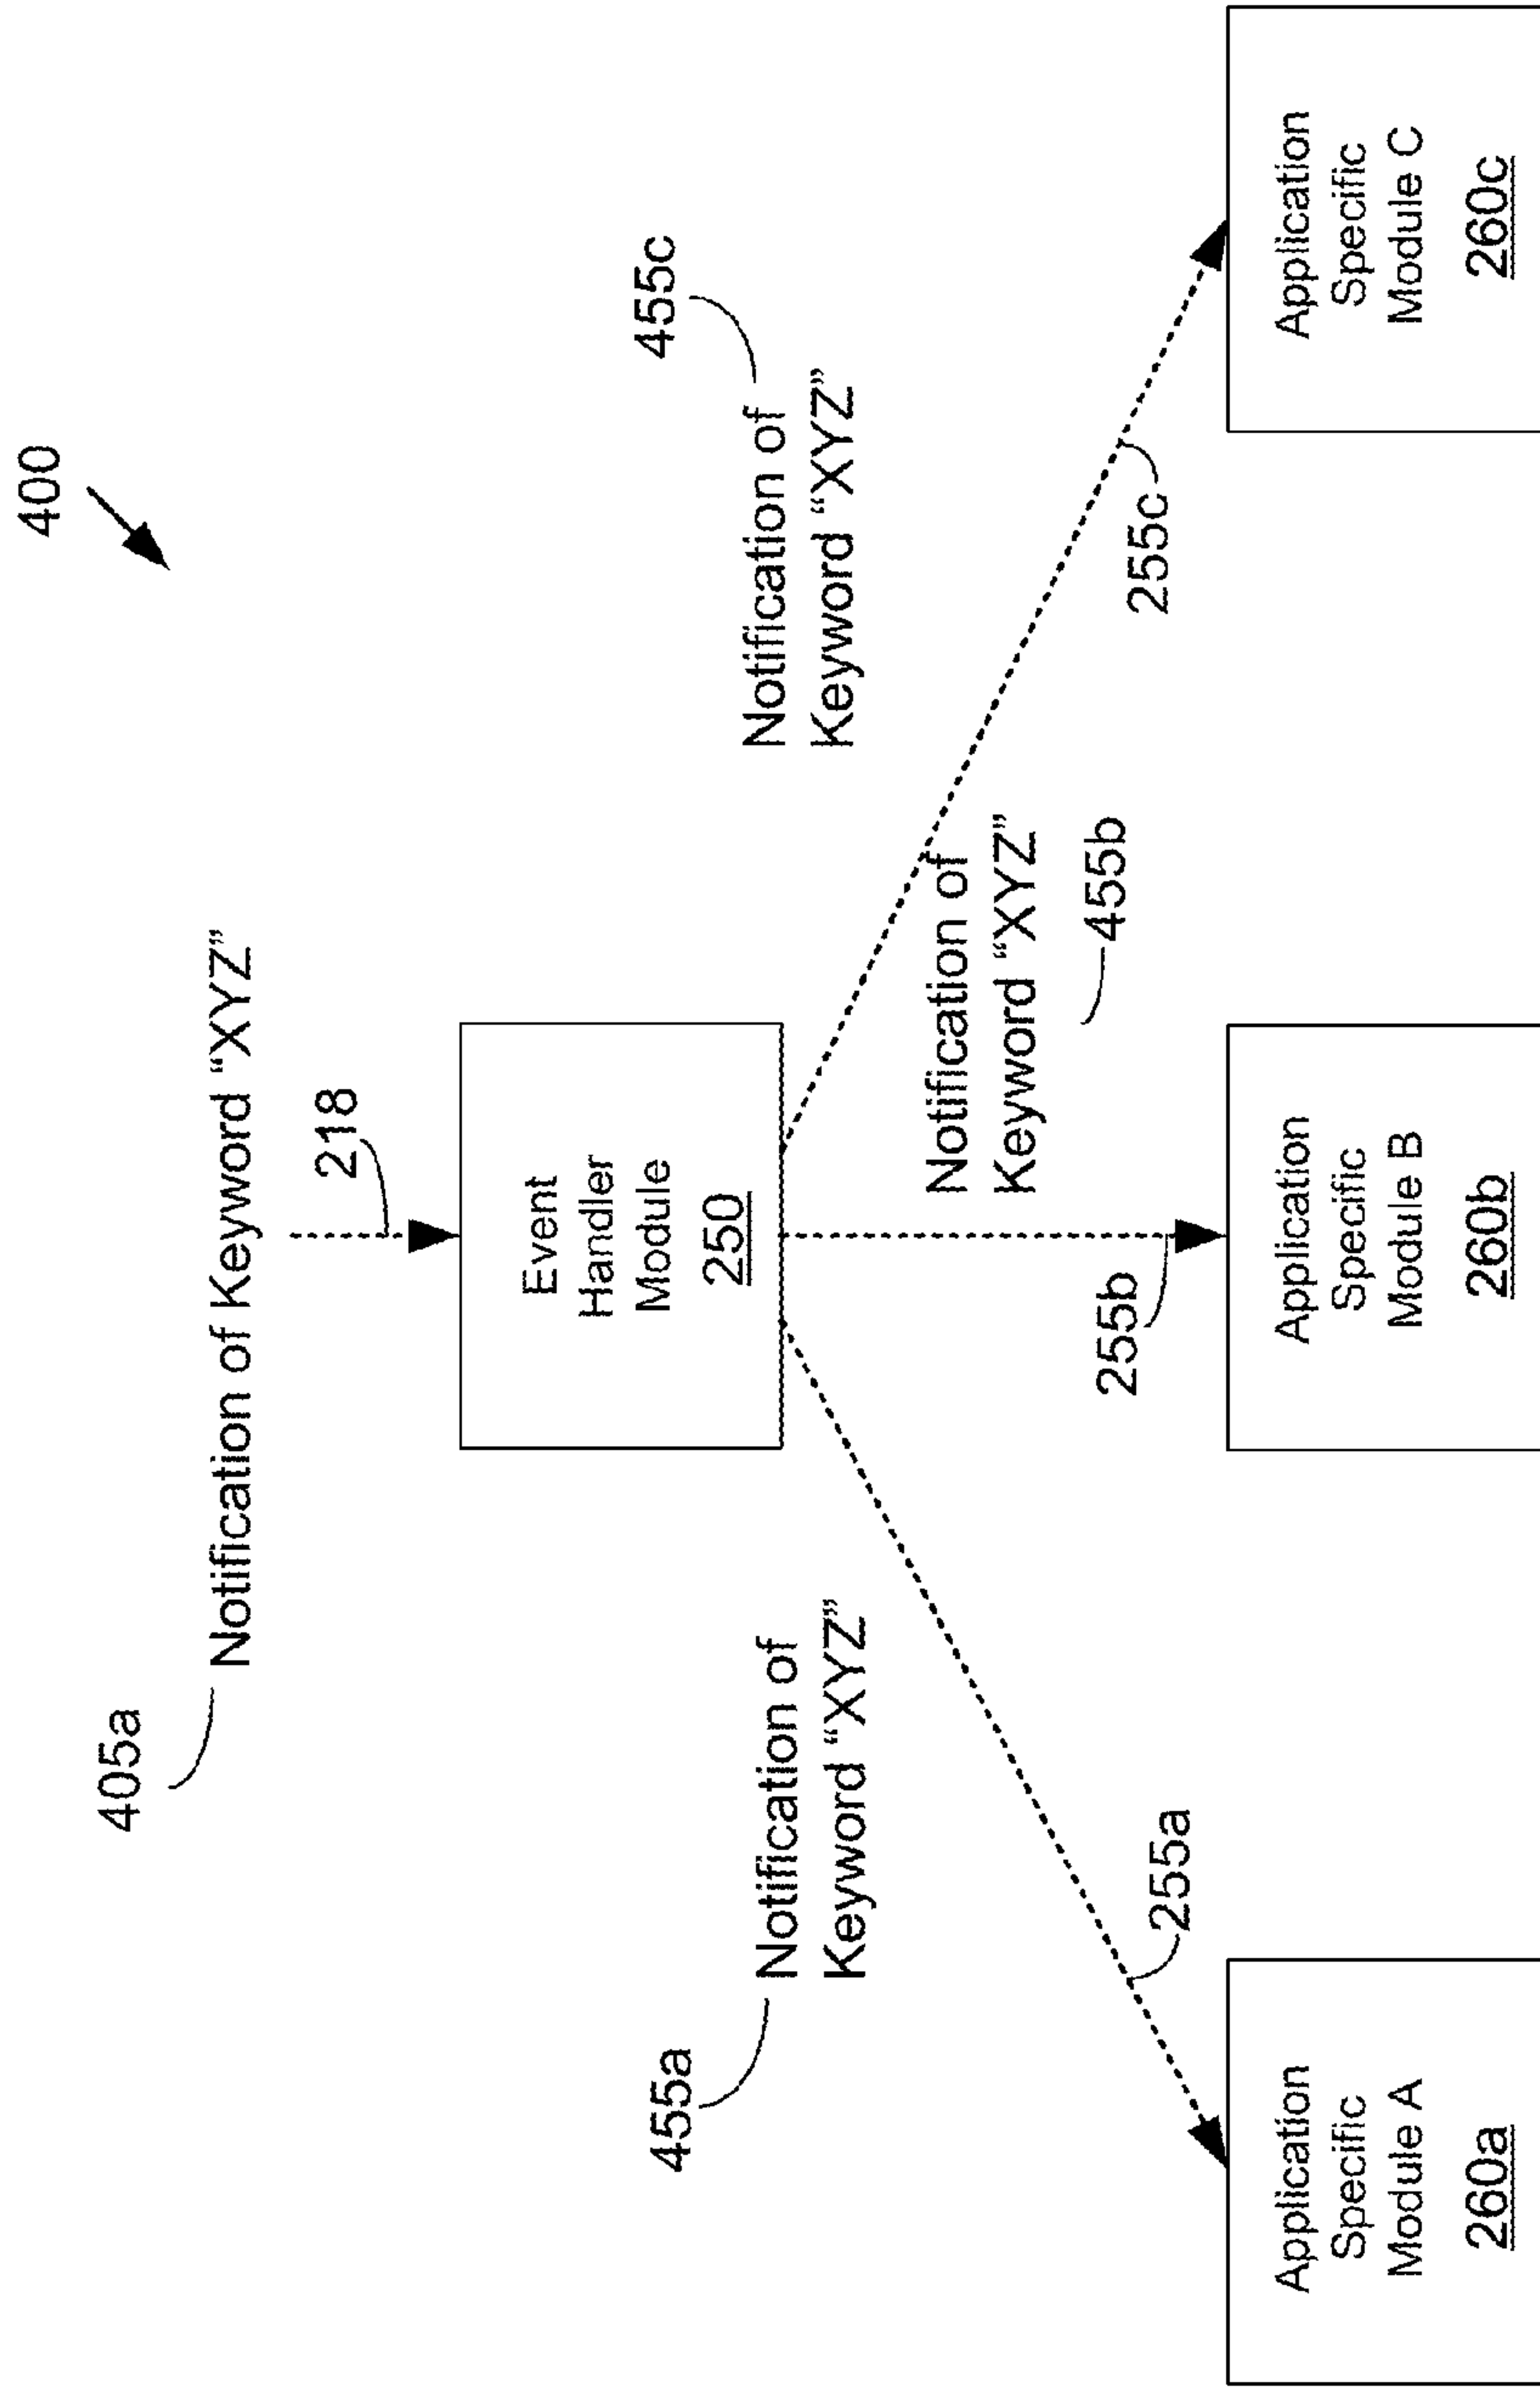 400
405a
Notification of Keyword “XYZ”
218
Event
Handler
Module
250
455a
Notification of
Keyword “XYZ”
455c
Notification of
Keyword “XYZ”
Notification of
Keyword “XYZ”
455b
255a
255b
255c
Application
Specific
Module A
260a
Application
Specific
Module B
260b
Application
Specific
Module C
260c